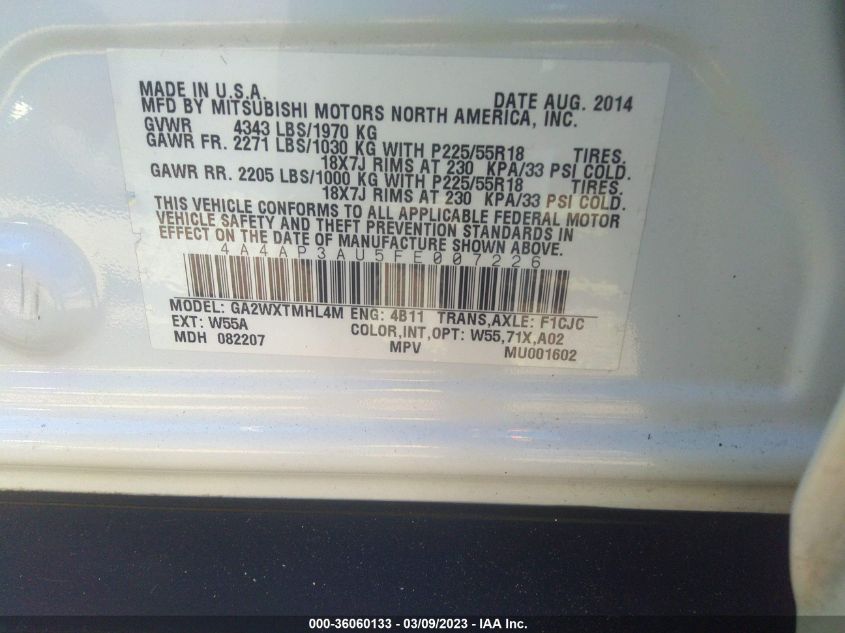 MADE IN U.S.A. DATE AUG. 2014
MFD BY MITSUBISHI MOTORS NORTH AMERICA, INC.
GVWR 4343 LBS/1970 KG
GAWR FR. 2271 LBS/1030 KG WITH P225/55R18 TIRES.
18X7J RIMS AT 230 KPA/33 PSI COLD.
GAWR RR. 2205 LBS/1000 KG WITH P225/55R18 TIRES.
18X7J RIMS AT 230 KPA/33 PSI COLD.
THIS VEHICLE CONFORMS TO ALL APPLICABLE FEDERAL MOTOR
VEHICLE SAFETY AND THEFT PREVENTION STANDARDS IN
EFFECT ON THE DATE OF MANUFACTURE SHOWN ABOVE.
4A4AP3AU5FE007226
MODEL: GA2WXTMHL4M ENG: 4B11 TRANS,AXLE: F1CJC
EXT: W55A COLOR,INT,OPT: W55,71X,A02
MDH 082207 MPV MU001602
000-36060133 - 03/09/2023 - IAA Inc.